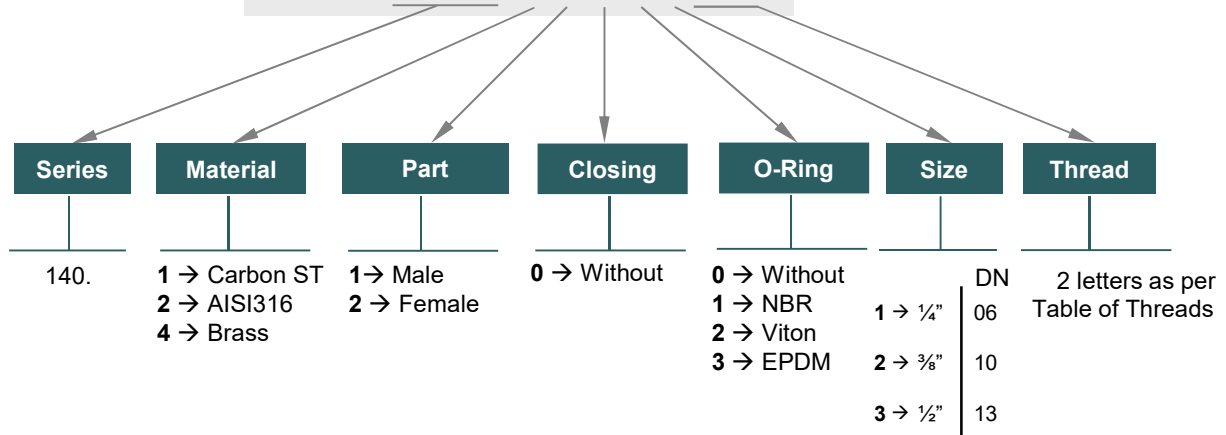 Series Material Part Closing O-Ring Size Thread
140.
1 → Carbon ST
2 → AISI316
4 → Brass
1→ Male
2 → Female
0 → Without
0 → Without
1 → NBR
2 → Viton
3 → EPDM
DN
1 → ¼” 06
2 → ⅜” 10
3 → ½” 13
2 letters as per
Table of Threads